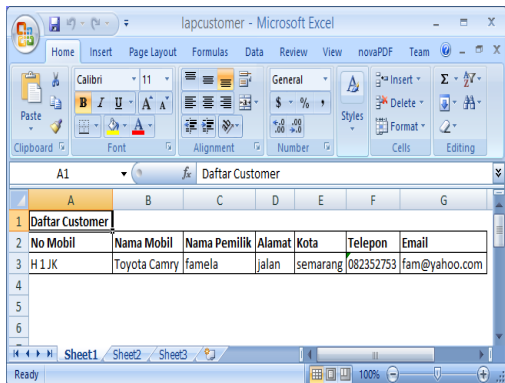 lapcustomer - Microsoft Excel
Home Insert Page Layout Formulas Data Review View novaPDF Team
Calibri 11 General Insert Σ
Paste B I U A A $ % , Styles Delete
A .00 .00 Format
Clipboard Font Alignment Number Cells Editing
A1 fx Daftar Customer
A B C D E F G
1 Daftar Customer
2 No Mobil Nama Mobil Nama Pemilik Alamat Kota Telepon Email
3 H 1 JK Toyota Camry famela jalan semarang 082352753 fam@yahoo.com
4
5
6
Sheet1 Sheet2 Sheet3
Ready 100%